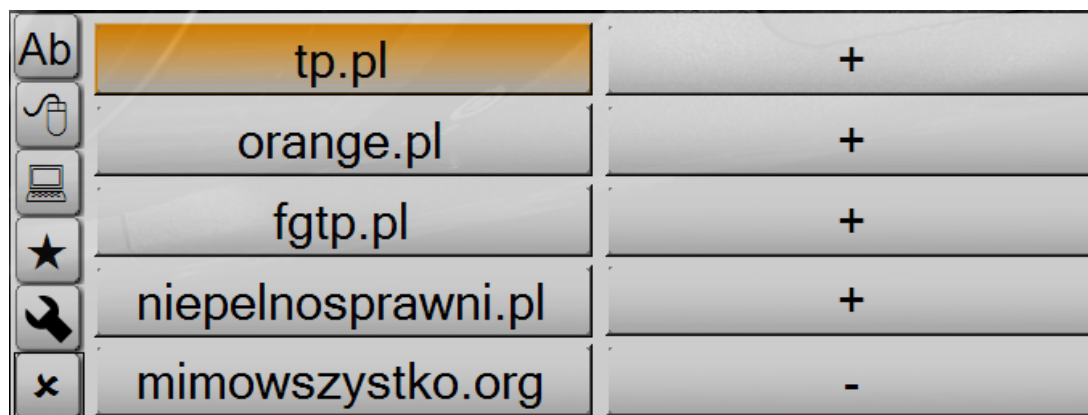 Ab
tp.pl +
orange.pl +
fgtp.pl +
niepelnosprawni.pl +
mimowszystko.org -